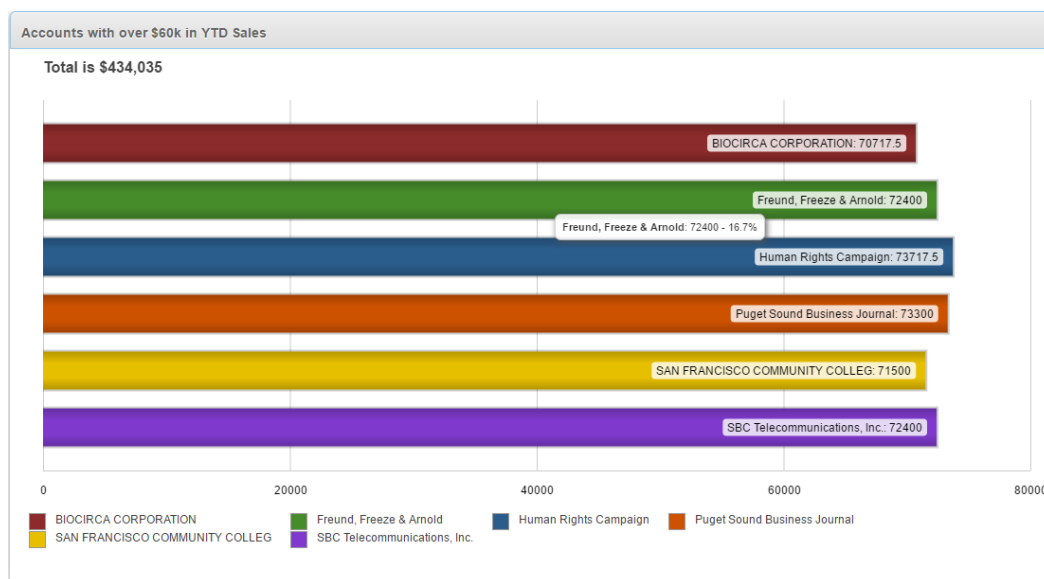 Accounts with over $60k in YTD Sales
Total is $434,035
BIOCIRCA CORPORATION: 70717.5
Freund, Freeze & Arnold: 72400
Freund, Freeze & Arnold: 72400 - 16.7%
Human Rights Campaign: 73717.5
Puget Sound Business Journal: 73300
SAN FRANCISCO COMMUNITY COLLEG: 71500
SBC Telecommunications, Inc.: 72400
0 20000 40000 60000 80000
BIOCIRCA CORPORATION Freund, Freeze & Arnold Human Rights Campaign Puget Sound Business Journal
SAN FRANCISCO COMMUNITY COLLEG SBC Telecommunications, Inc.